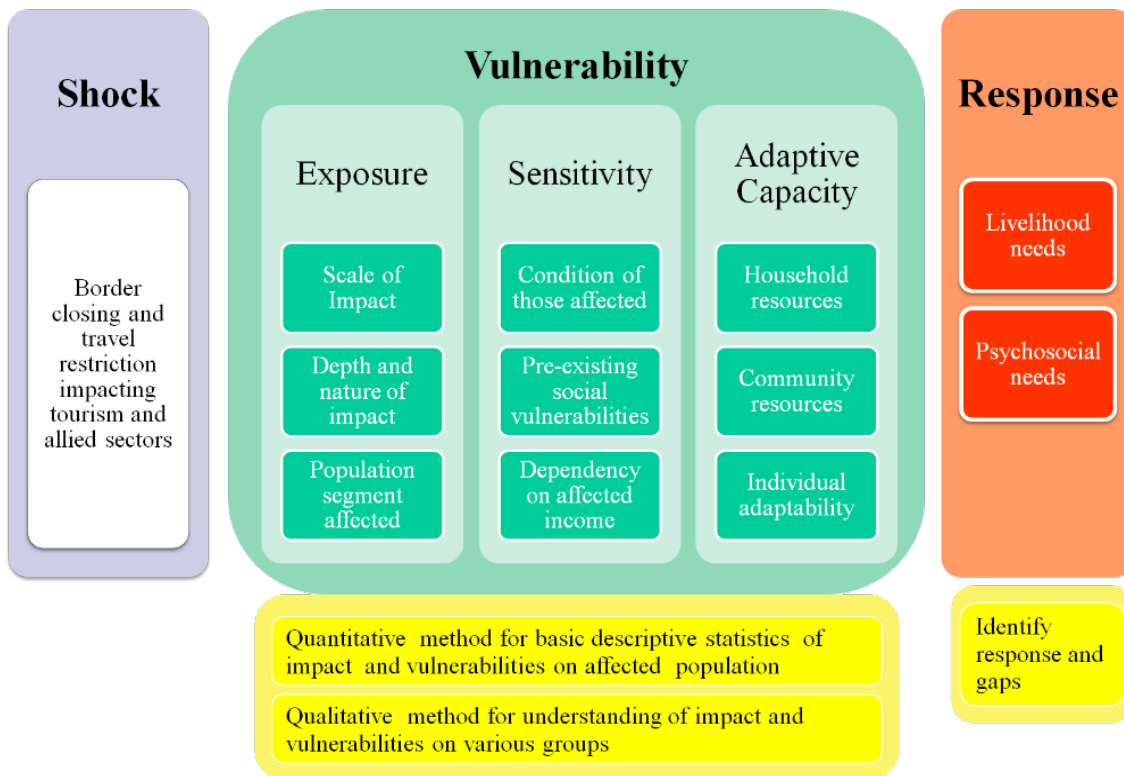 Shock
Border
closing and
travel
restriction
impacting
tourism and
allied sectors
Vulnerability
Exposure
Scale of
Impact
Depth and
nature of
impact
Population
segment
affected
Sensitivity
Condition of
those affected
Pre-existing
social
vulnerabilities
Dependency
on affected
income
Adaptive
Capacity
Household
resources
Community
resources
Individual
adaptability
Response
Livelihood
needs
Psychosocial
needs
Quantitative method for basic descriptive statistics of
impact and vulnerabilities on affected population
Qualitative method for understanding of impact and
vulnerabilities on various groups
Identify
response and
gaps